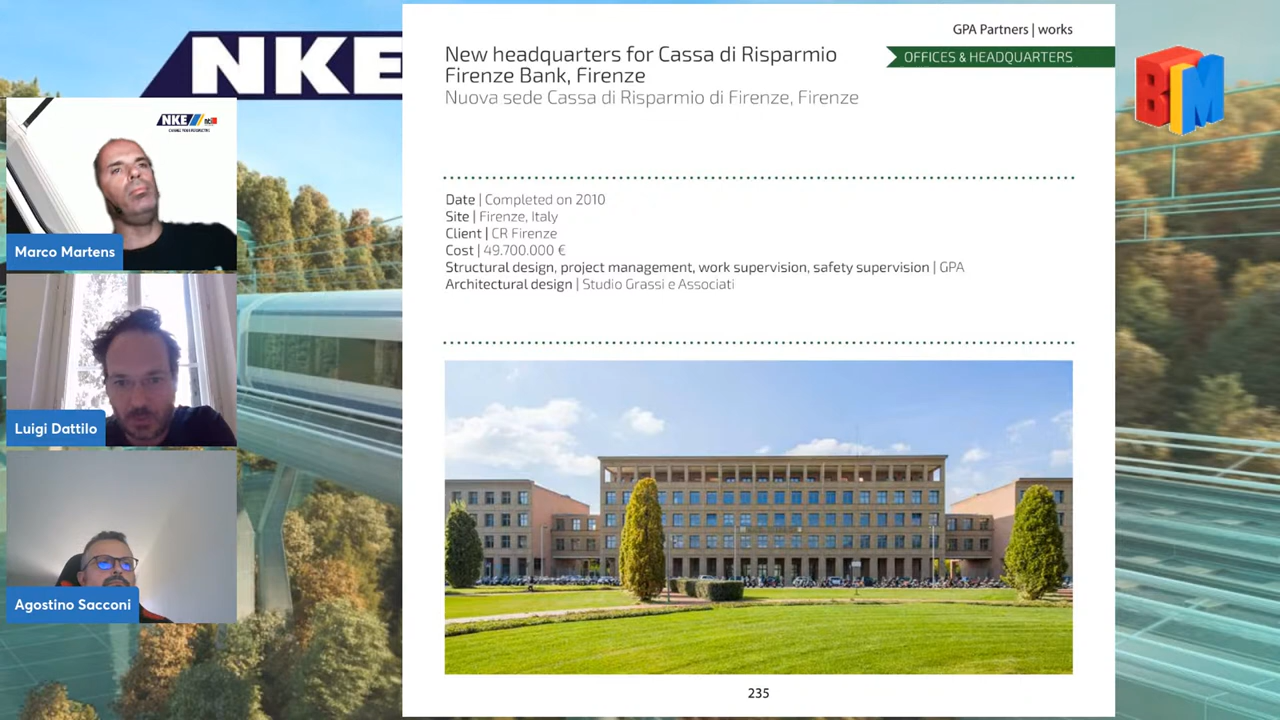 NKE
NKE
Marco Martens
Luigi Dattilo
Agostino Sacconi
GPA Partners | works
OFFICES & HEADQUARTERS
New headquarters for Cassa di Risparmio
Firenze Bank, Firenze
Nuova sede Cassa di Risparmio di Firenze, Firenze
Date | Completed on 2010
Site | Firenze, Italy
Client | CR Firenze
Cost | 49.700.000 €
Structural design, project management, work supervision, safety supervision | GPA
Architectural design | Studio Grassi e Associati
235
BIM